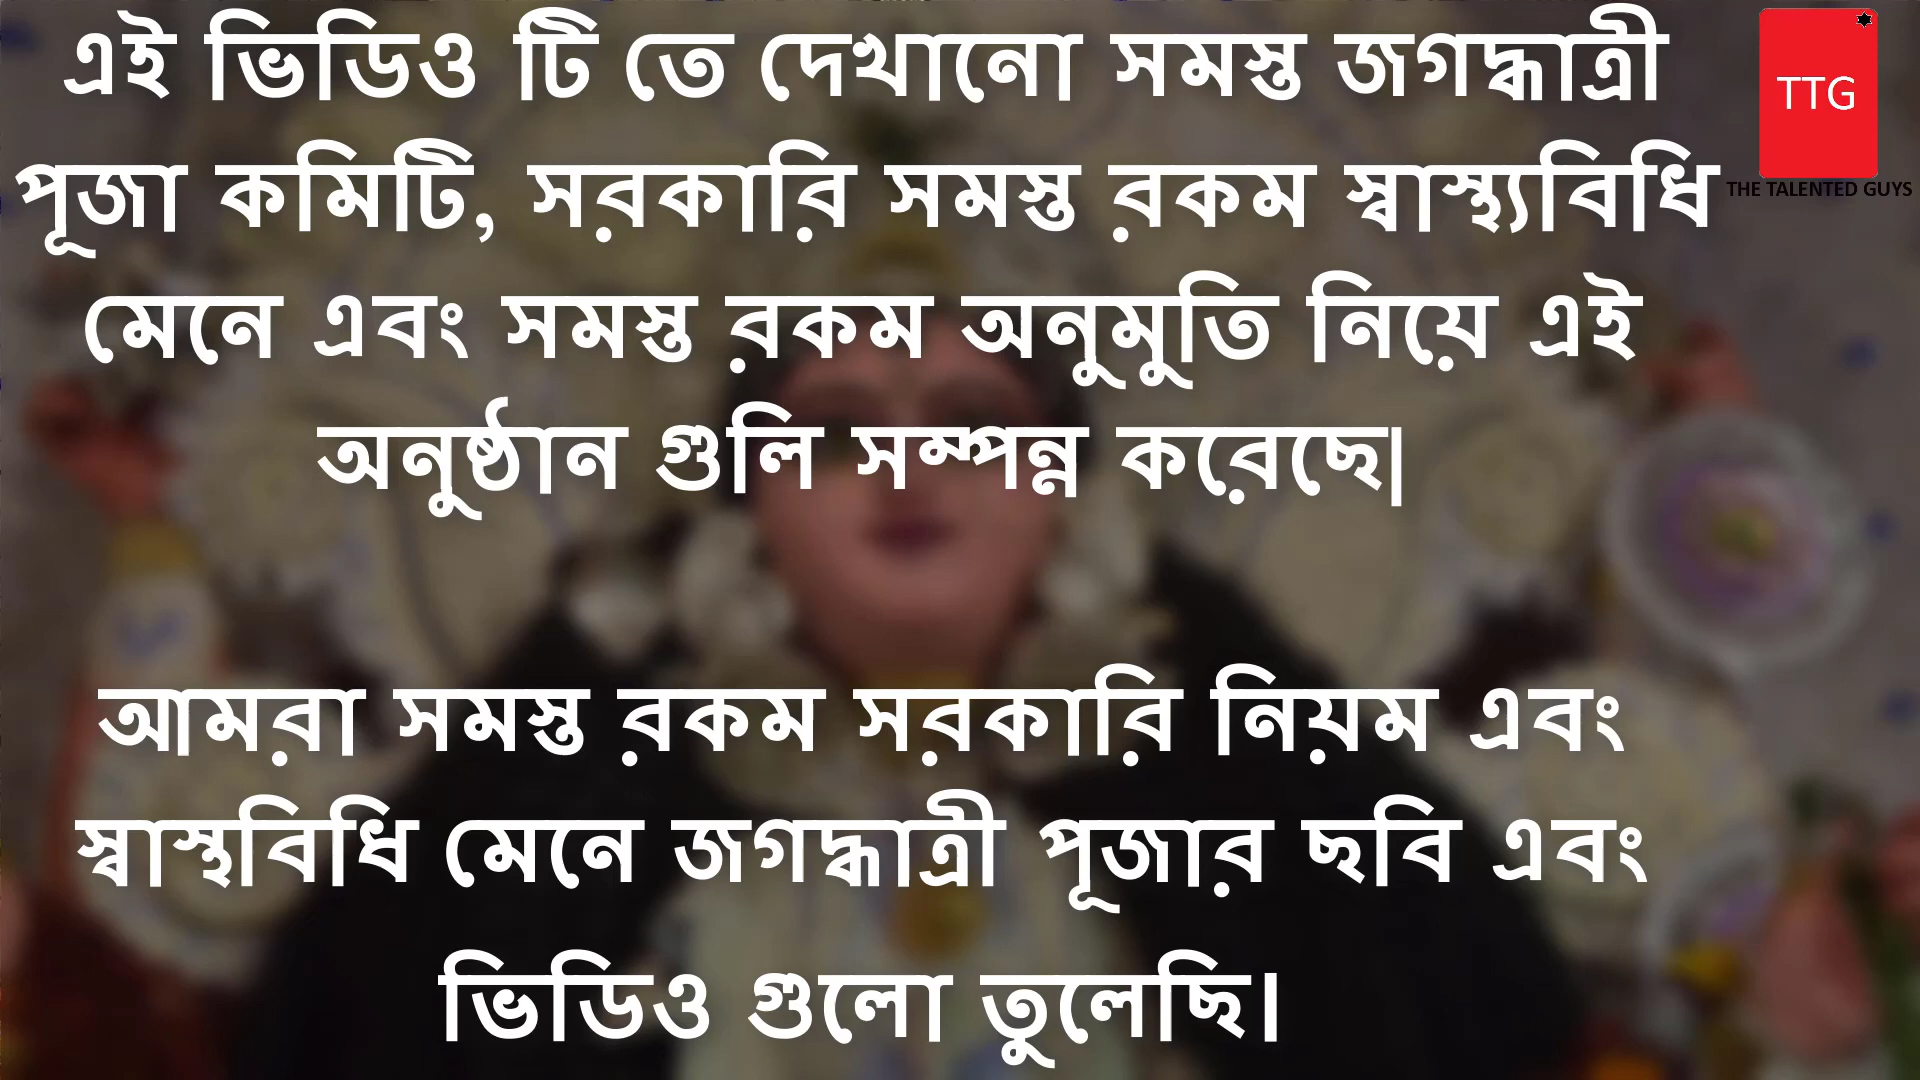 এই ভিডিও টি তে দেখানো সমস্ত জগদ্ধাত্রী
পূজা কমিটি, সরকারি সমস্ত রকম স্বাস্থ্যবিধি
মেনে এবং সমস্ত রকম অনুমুতি নিয়ে এই
অনুষ্ঠান গুলি সম্পন্ন করেছে|
আমরা সমস্ত রকম সরকারি নিয়ম এবং
স্বাস্থবিধি মেনে জগদ্ধাত্রী পূজার ছবি এবং
ভিডিও গুলো তুলেছি।
TTG
THE TALENTED GUYS